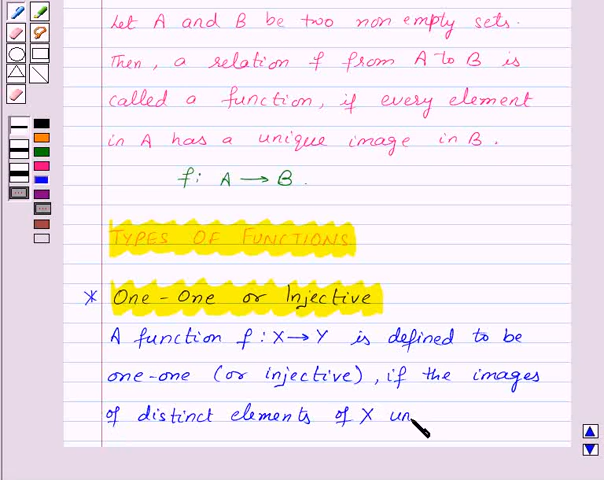 Let A and B be two non empty sets.
Then, a relation f from A to B is
called a function, if every element
in A has a unique image in B.
f: A → B.
TYPES OF FUNCTIONS
* One - One or Injective
A function f : X → Y is defined to be
one-one (or injective), if the images
of distinct elements of X un